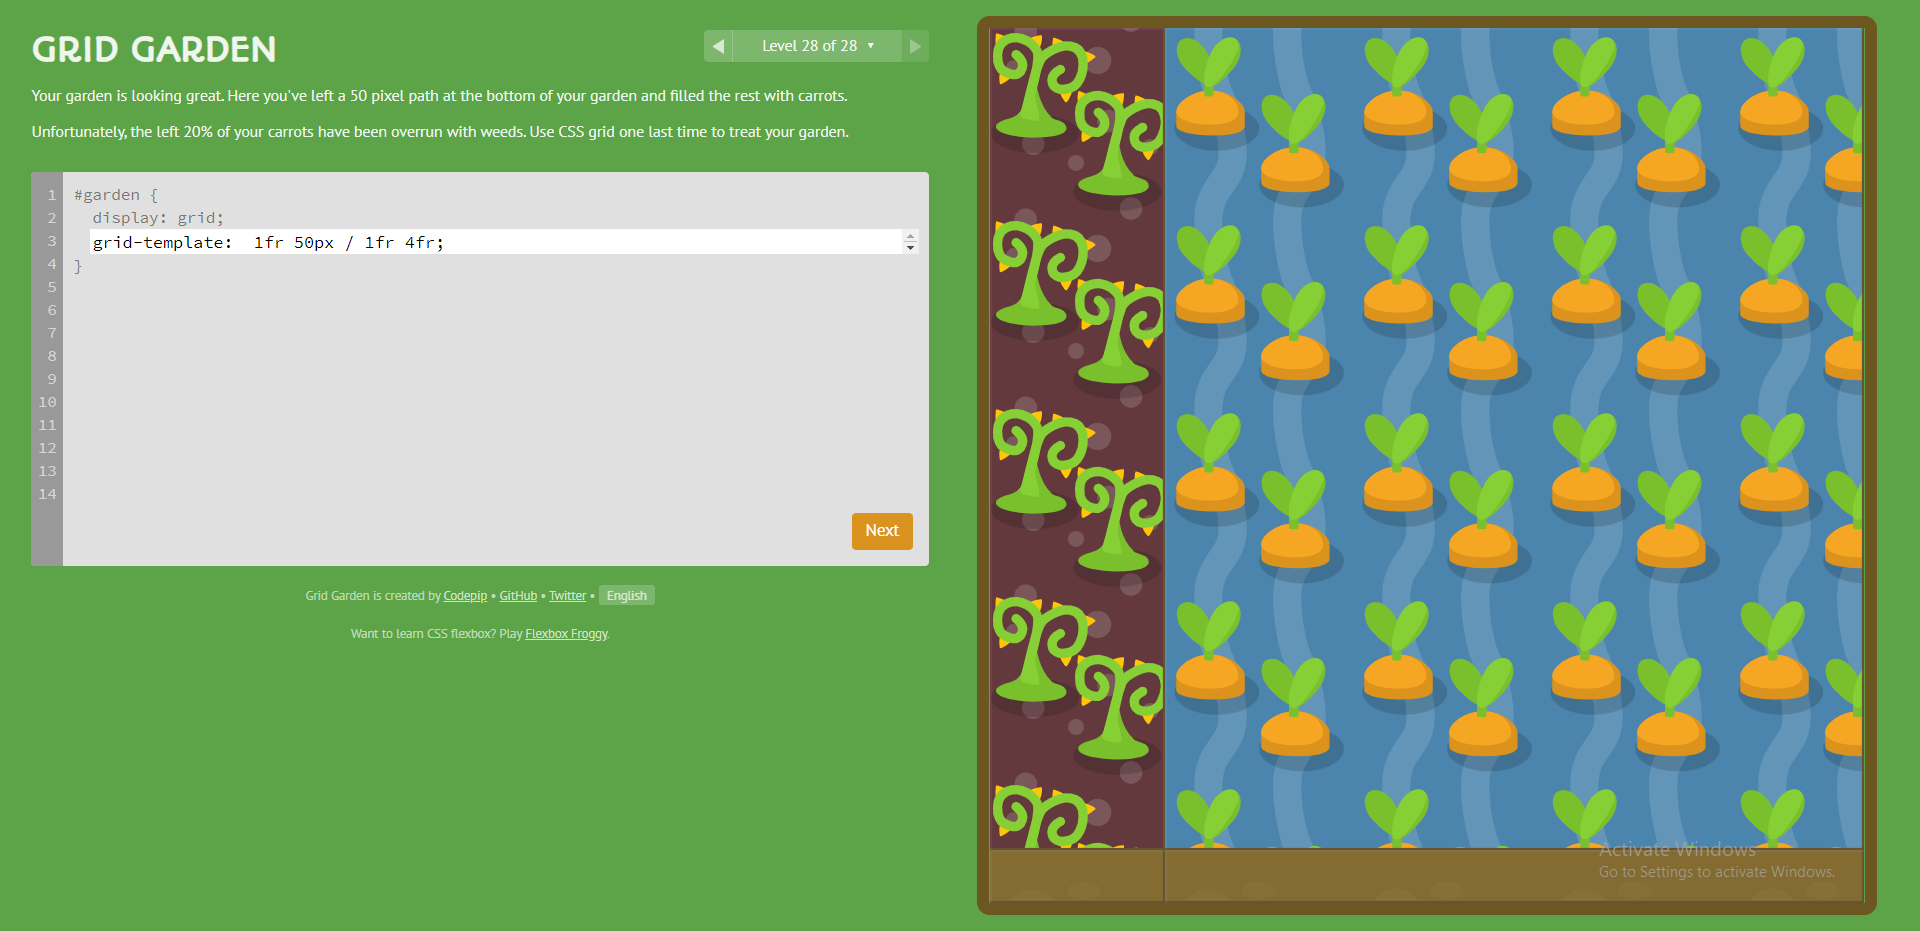 GRID GARDEN
◀ Level 28 of 28 ▼ ▶
Your garden is looking great. Here you've left a 50 pixel path at the bottom of your garden and filled the rest with carrots.
Unfortunately, the left 20% of your carrots have been overrun with weeds. Use CSS grid one last time to treat your garden.
1 #garden {
2 display: grid;
3 grid-template:  1fr 50px / 1fr 4fr;
4 }
5
6
7
8
9
10
11
12
13
14
Next
Grid Garden is created by Codepip • GitHub • Twitter • English
Want to learn CSS flexbox? Play Flexbox Froggy.
Activate Windows
Go to Settings to activate Windows.